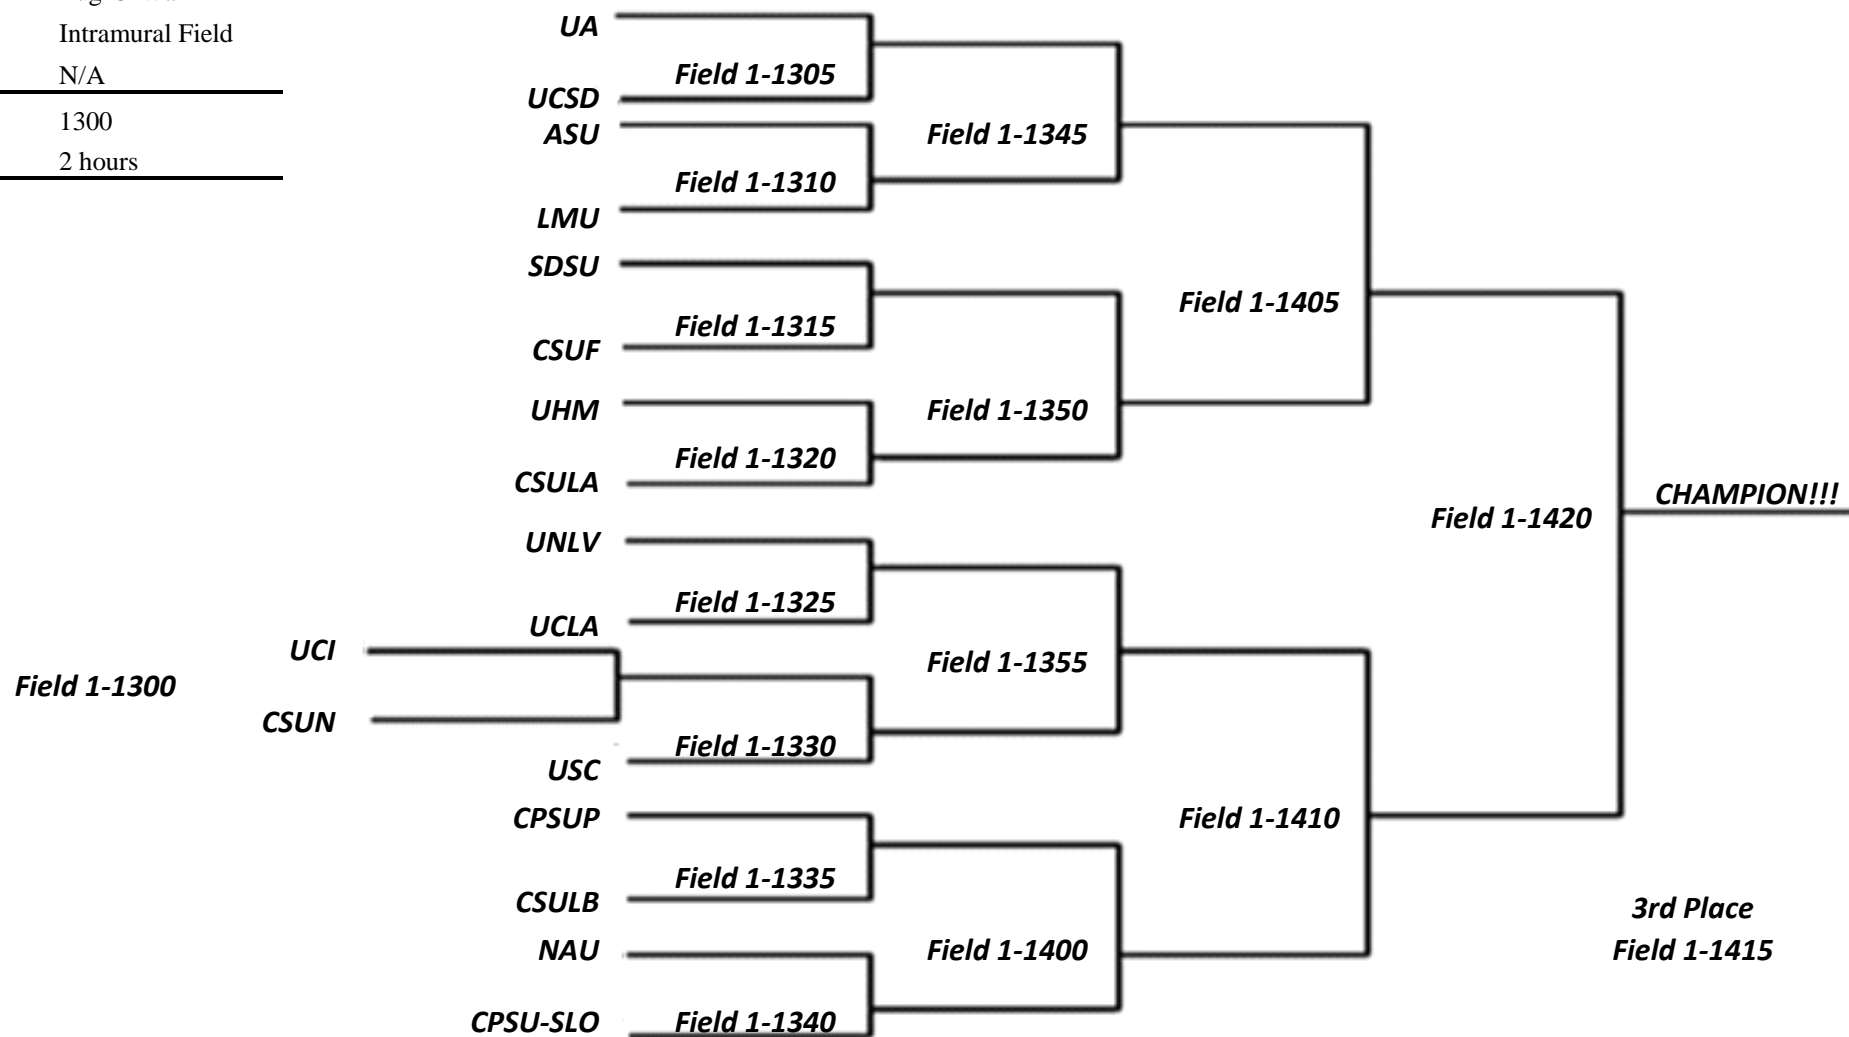 Intramural Field
N/A
1300
2 hours
UA
Field 1-1305
UCSD
ASU
Field 1-1345
Field 1-1310
LMU
SDSU
Field 1-1405
Field 1-1315
CSUF
UHM
Field 1-1350
Field 1-1320
CSULA
CHAMPION!!!
Field 1-1420
UNLV
Field 1-1325
UCLA
UCI
Field 1-1355
Field 1-1300
CSUN
Field 1-1330
USC
CPSUP
Field 1-1410
Field 1-1335
CSULB
3rd Place
NAU
Field 1-1400
Field 1-1415
CPSU-SLO
Field 1-1340